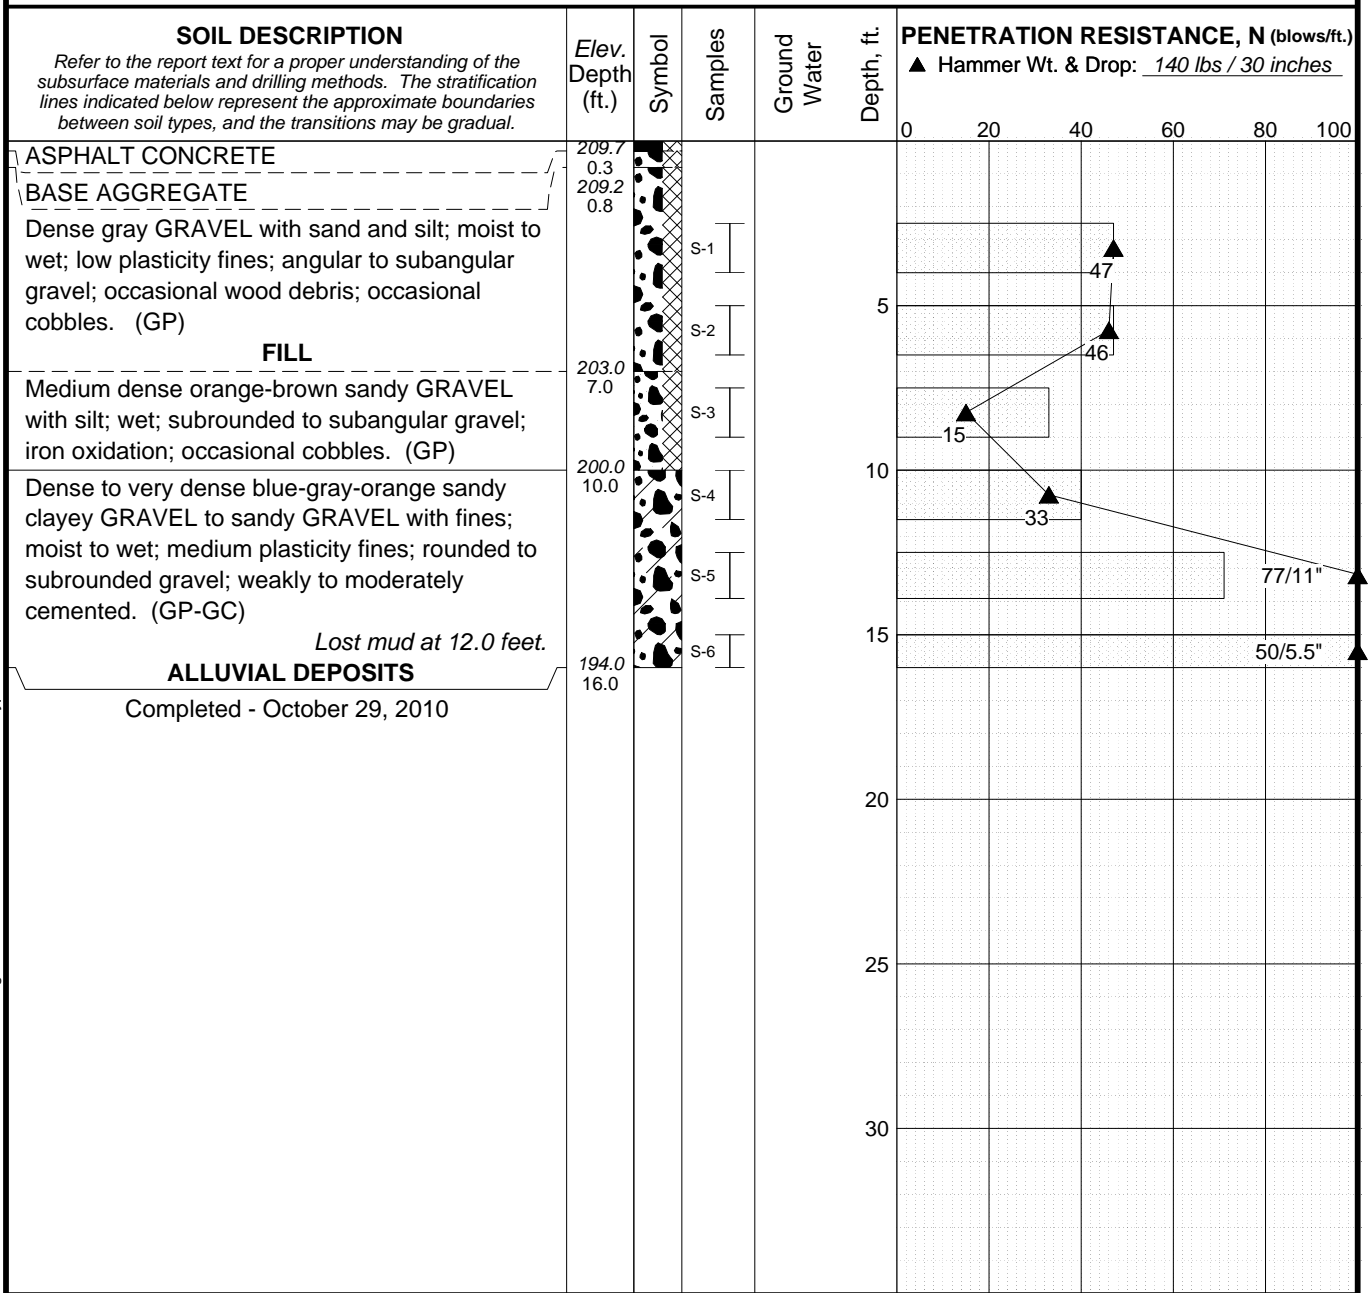 SOIL DESCRIPTION
Refer to the report text for a proper understanding of the
subsurface materials and drilling methods. The stratification
lines indicated below represent the approximate boundaries
between soil types, and the transitions may be gradual.
Elev.
Depth
(ft.)
Symbol
Samples
Ground
Water
Depth, ft.
PENETRATION RESISTANCE, N (blows/ft.)
▲ Hammer Wt. & Drop: 140 lbs / 30 inches
0 20 40 60 80 100
ASPHALT CONCRETE
209.7
0.3
BASE AGGREGATE
209.2
0.8
Dense gray GRAVEL with sand and silt; moist to
wet; low plasticity fines; angular to subangular
gravel; occasional wood debris; occasional
cobbles. (GP)
FILL
S-1
47
5
S-2
46
203.0
7.0
Medium dense orange-brown sandy GRAVEL
with silt; wet; subrounded to subangular gravel;
iron oxidation; occasional cobbles. (GP)
S-3
15
200.0
10.0
10
Dense to very dense blue-gray-orange sandy
clayey GRAVEL to sandy GRAVEL with fines;
moist to wet; medium plasticity fines; rounded to
subrounded gravel; weakly to moderately
cemented. (GP-GC)
S-4
33
S-5
77/11"
Lost mud at 12.0 feet.
15
S-6
50/5.5"
ALLUVIAL DEPOSITS
194.0
16.0
Completed - October 29, 2010
20
25
30